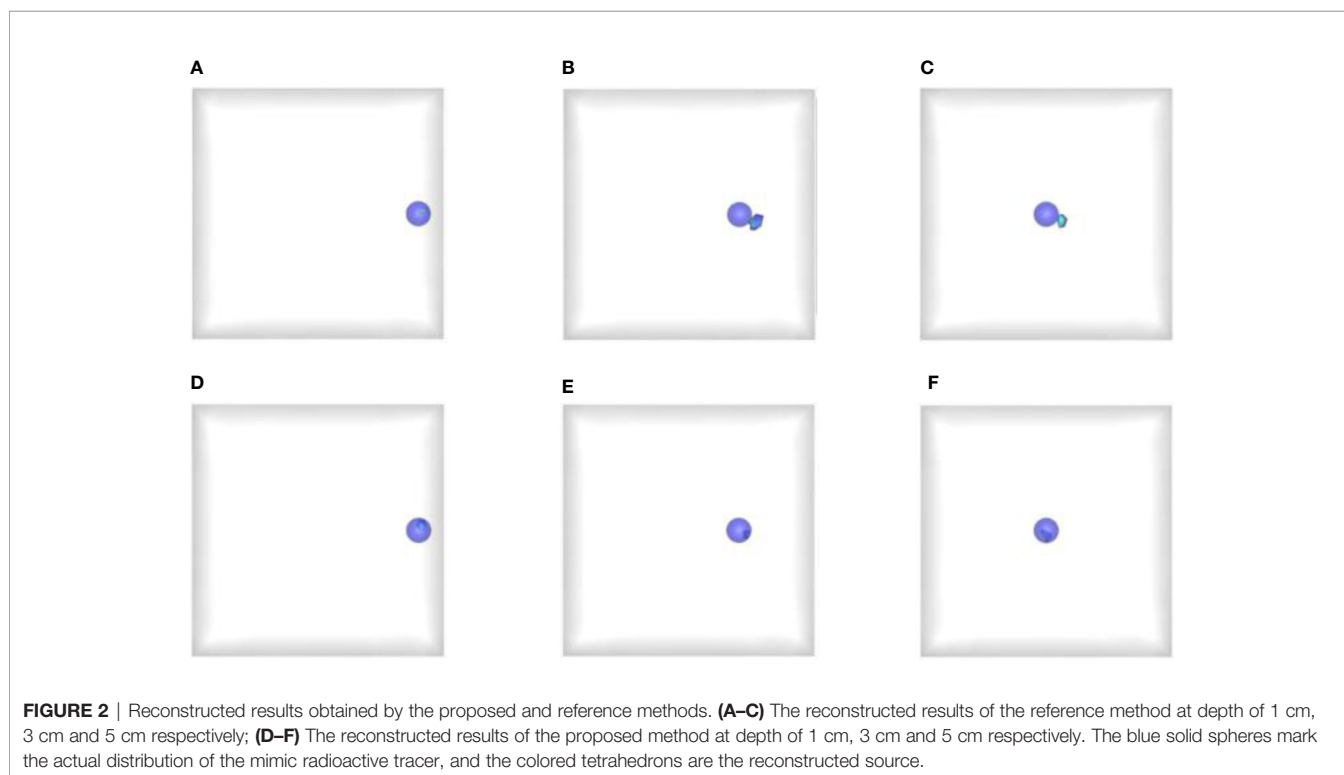 A
B
C
D
E
F
FIGURE 2 | Reconstructed results obtained by the proposed and reference methods. (A–C) The reconstructed results of the reference method at depth of 1 cm,
3 cm and 5 cm respectively; (D–F) The reconstructed results of the proposed method at depth of 1 cm, 3 cm and 5 cm respectively. The blue solid spheres mark
the actual distribution of the mimic radioactive tracer, and the colored tetrahedrons are the reconstructed source.